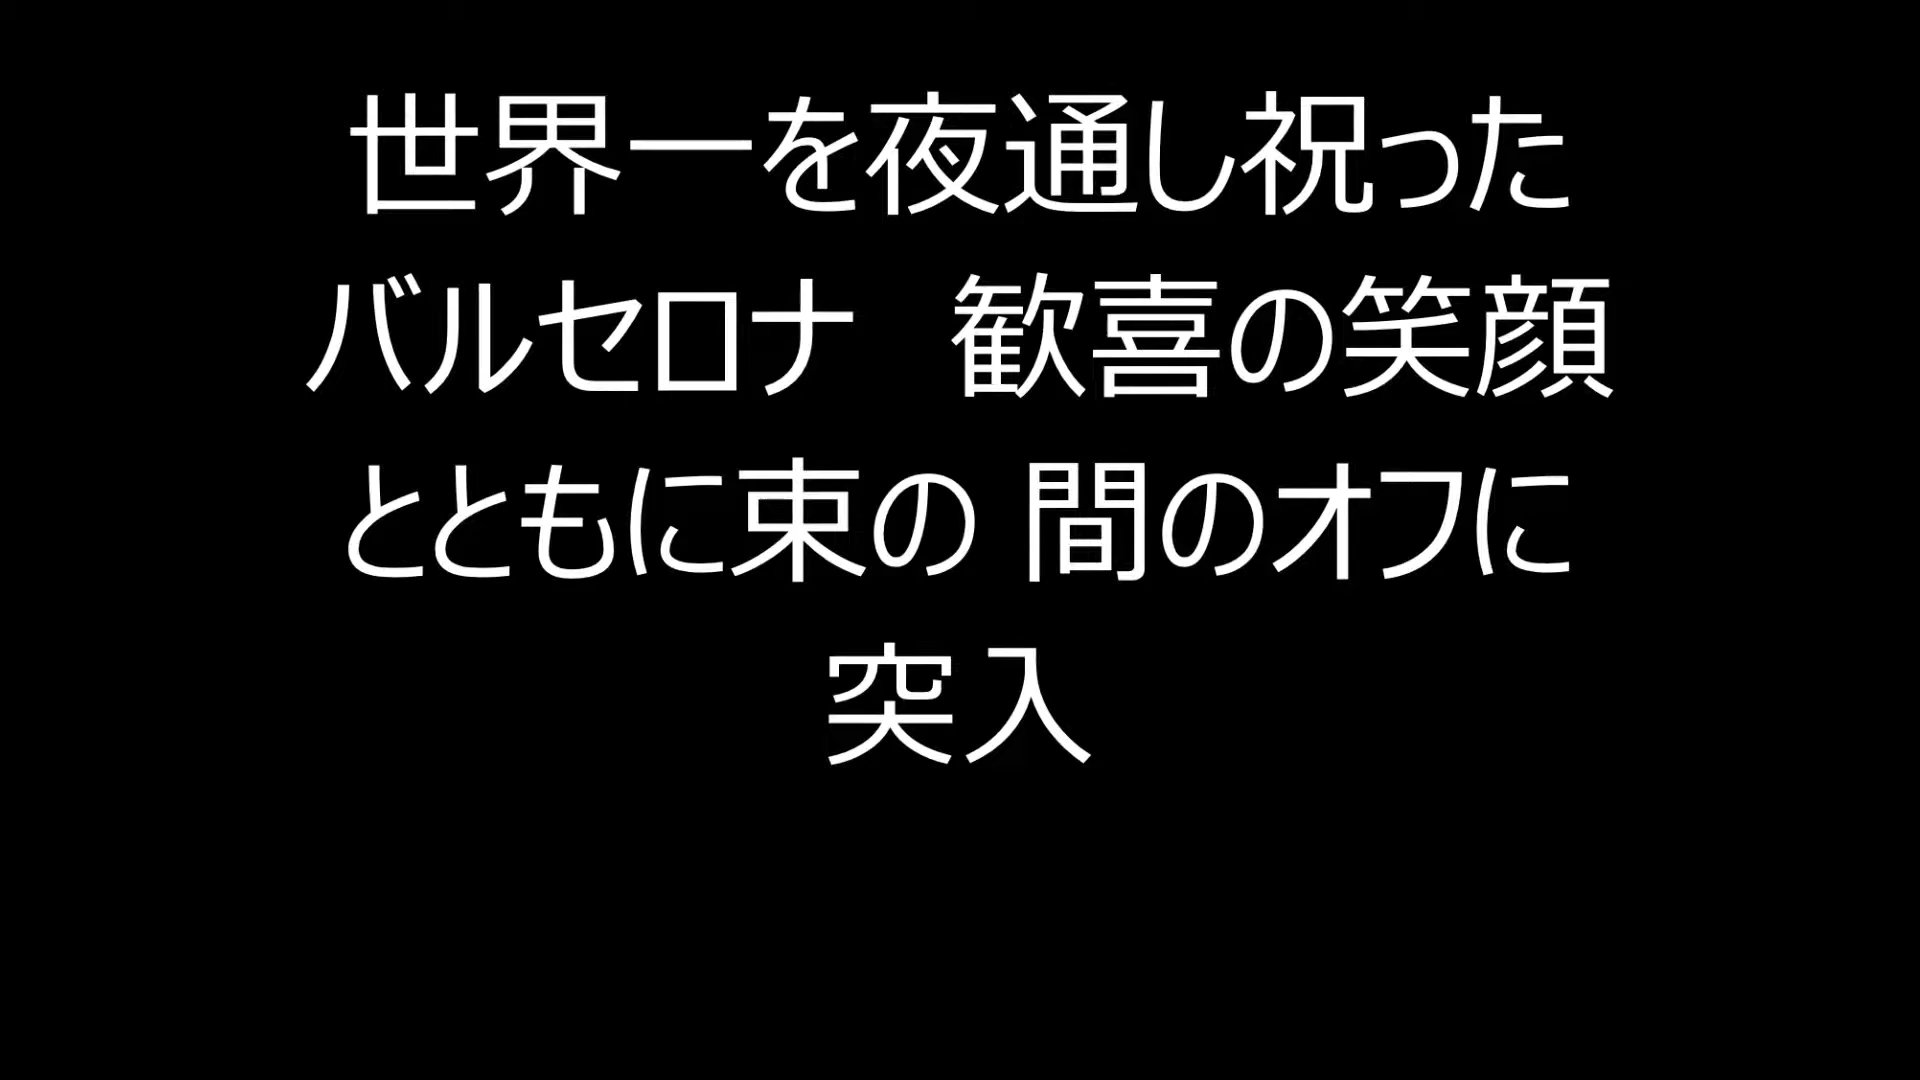 世界一を夜通し祝った
バルセロナ　歓喜の笑顔
とともに束の 間のオフに
突入